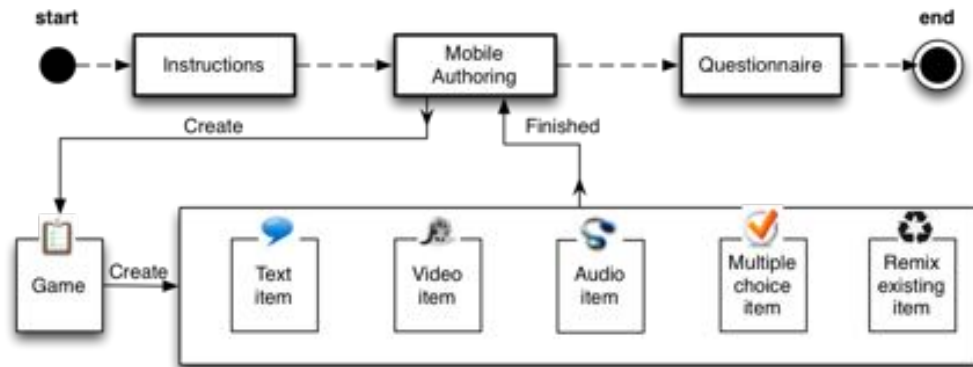 start
end
Instructions
Mobile
Authoring
Questionnaire
Create
Finished
Game
Create
Text
item
Video
item
Audio
item
Multiple
choice
item
Remix
existing
item